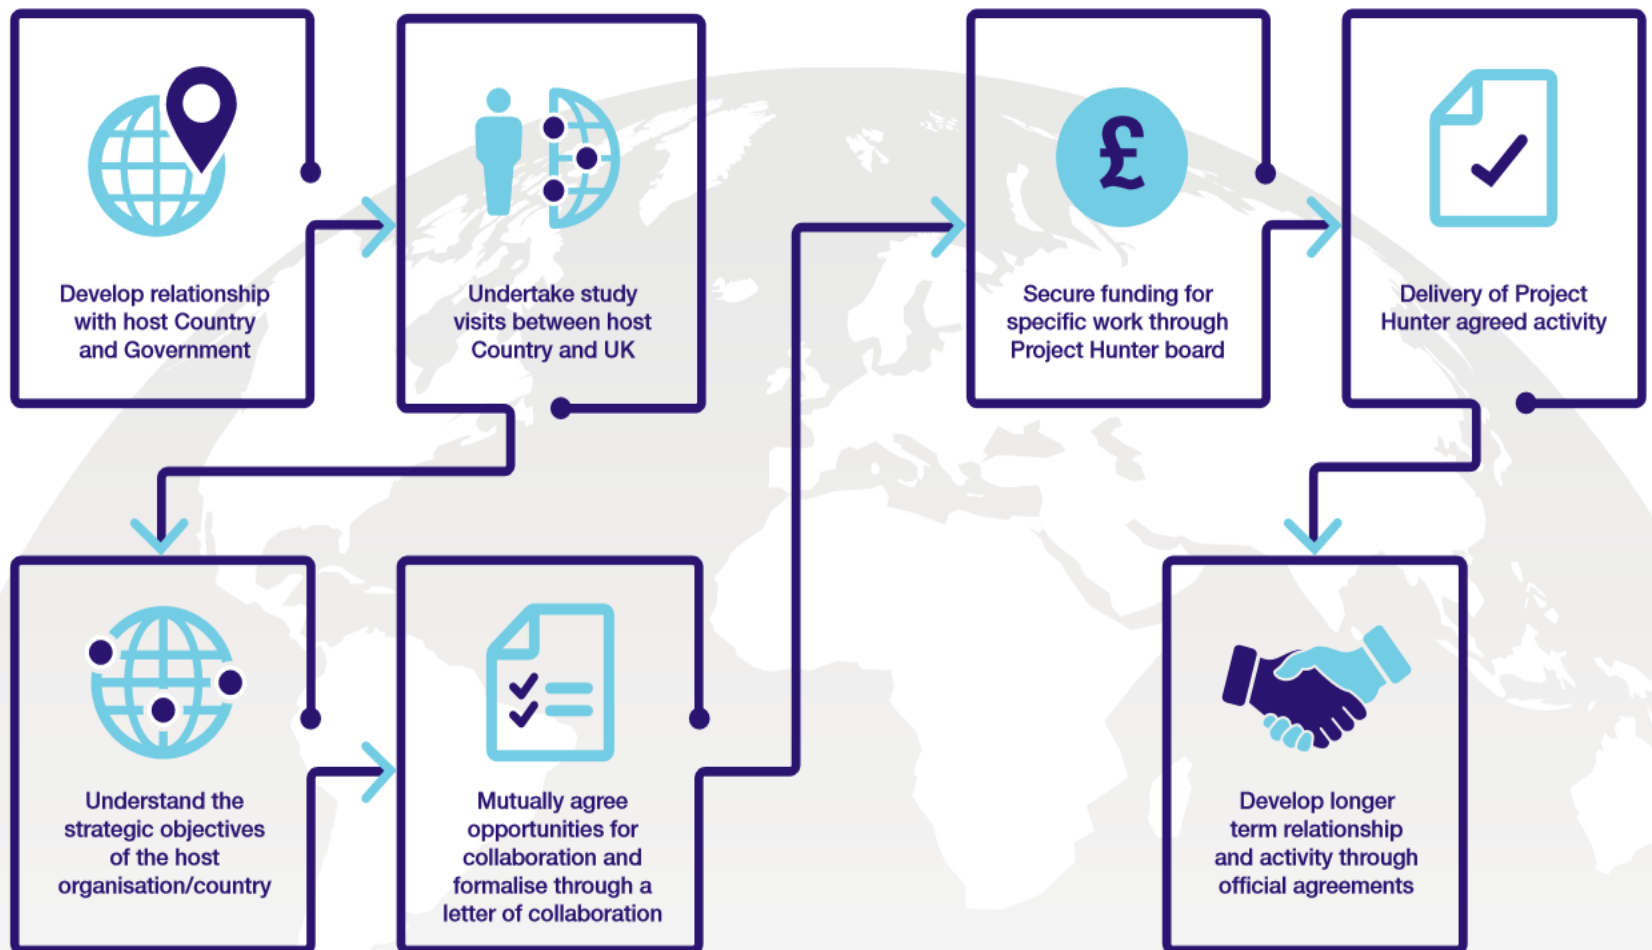 Develop relationship
with host Country
and Government
Undertake study
visits between host
Country and UK
Understand the
strategic objectives
of the host
organisation/country
Mutually agree
opportunities for
collaboration and
formalise through a
letter of collaboration
£
Secure funding for
specific work through
Project Hunter board
Delivery of Project
Hunter agreed activity
Develop longer
term relationship
and activity through
official agreements